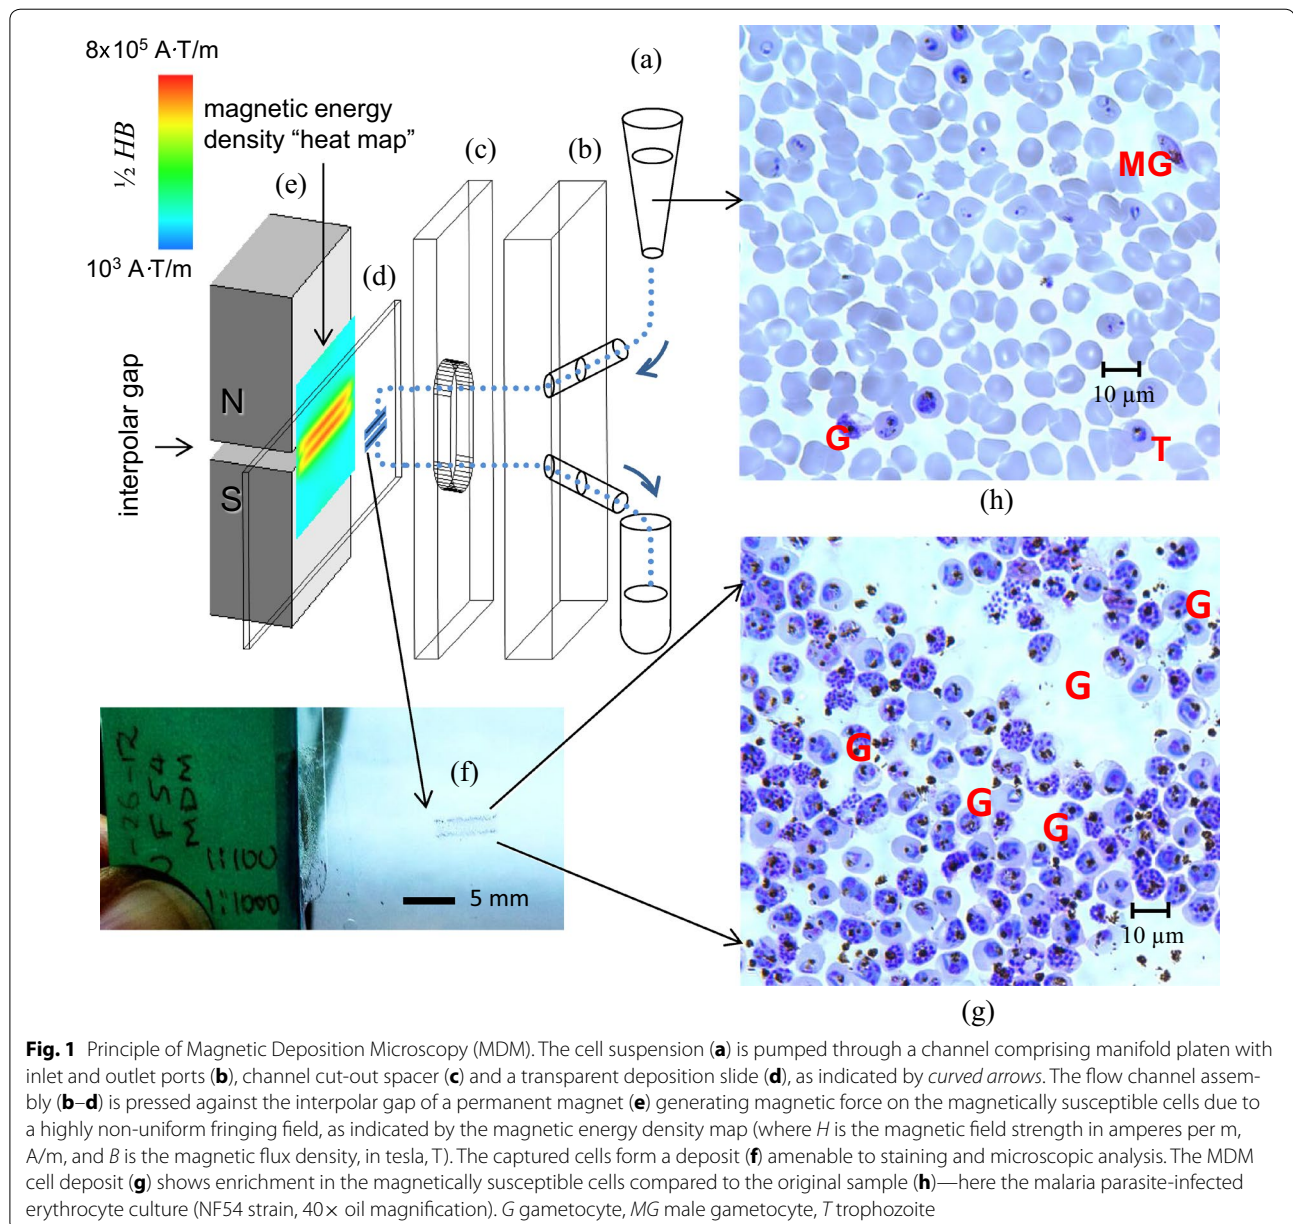 8x10⁵ A·T/m
½ HB
10³ A·T/m
magnetic energy
density “heat map”
(a)
(b)
(c)
(d)
(e)
interpolar gap
N
S
MG
G
T
10 µm
(h)
G
G
G
G
G
10 µm
(g)
(f)
-26-12
F54
MDM
1:100
1:1000
5 mm
Fig. 1 Principle of Magnetic Deposition Microscopy (MDM). The cell suspension (a) is pumped through a channel comprising manifold platen with
inlet and outlet ports (b), channel cut-out spacer (c) and a transparent deposition slide (d), as indicated by curved arrows. The flow channel assem-
bly (b–d) is pressed against the interpolar gap of a permanent magnet (e) generating magnetic force on the magnetically susceptible cells due to
a highly non-uniform fringing field, as indicated by the magnetic energy density map (where H is the magnetic field strength in amperes per m,
A/m, and B is the magnetic flux density, in tesla, T). The captured cells form a deposit (f) amenable to staining and microscopic analysis. The MDM
cell deposit (g) shows enrichment in the magnetically susceptible cells compared to the original sample (h)—here the malaria parasite-infected
erythrocyte culture (NF54 strain, 40× oil magnification). G gametocyte, MG male gametocyte, T trophozoite